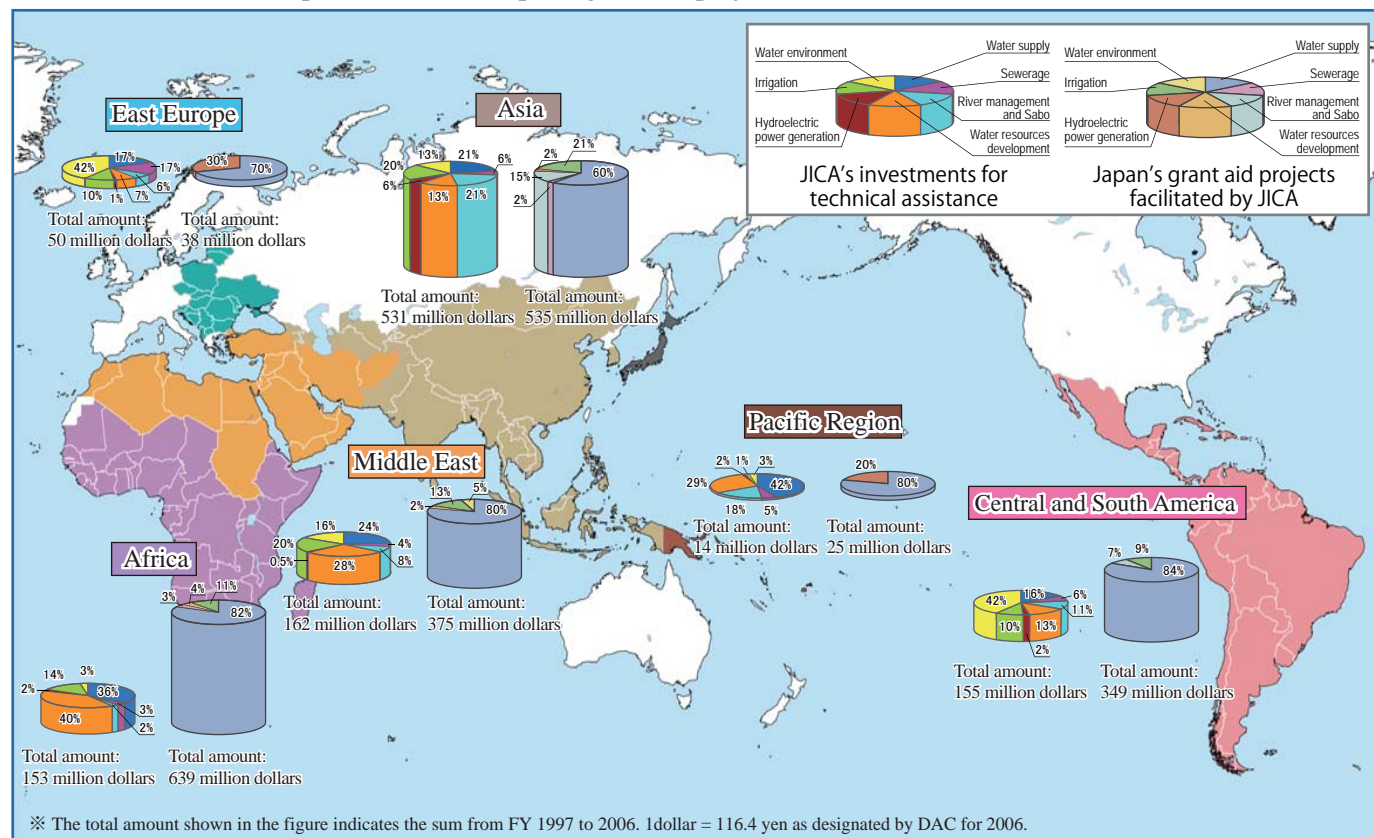 Water environment
Water supply
Irrigation
Sewerage
River management
and Sabo
Hydroelectric
power generation
Water resources
development
JICA's investments for
technical assistance
Water environment
Water supply
Irrigation
Sewerage
River management
and Sabo
Hydroelectric
power generation
Water resources
development
Japan's grant aid projects
facilitated by JICA
East Europe
42%
17%
17%
6%
7%
1%
10%
Total amount:
50 million dollars
30%
70%
Total amount:
38 million dollars
Asia
13%
21%
6%
21%
13%
6%
20%
Total amount:
531 million dollars
2%
21%
60%
15%
2%
Total amount:
535 million dollars
Pacific Region
2%
1%
3%
42%
5%
18%
29%
Total amount:
14 million dollars
20%
80%
Total amount:
25 million dollars
Middle East
16%
24%
4%
8%
28%
0.5%
20%
Total amount:
162 million dollars
13%
5%
80%
2%
Total amount:
375 million dollars
Central and South America
42%
16%
6%
11%
13%
2%
10%
Total amount:
155 million dollars
7%
9%
84%
Total amount:
349 million dollars
Africa
14%
3%
36%
3%
2%
40%
2%
Total amount:
153 million dollars
3%
4%
11%
82%
Total amount:
639 million dollars
※ The total amount shown in the figure indicates the sum from FY 1997 to 2006. 1dollar = 116.4 yen as designated by DAC for 2006.